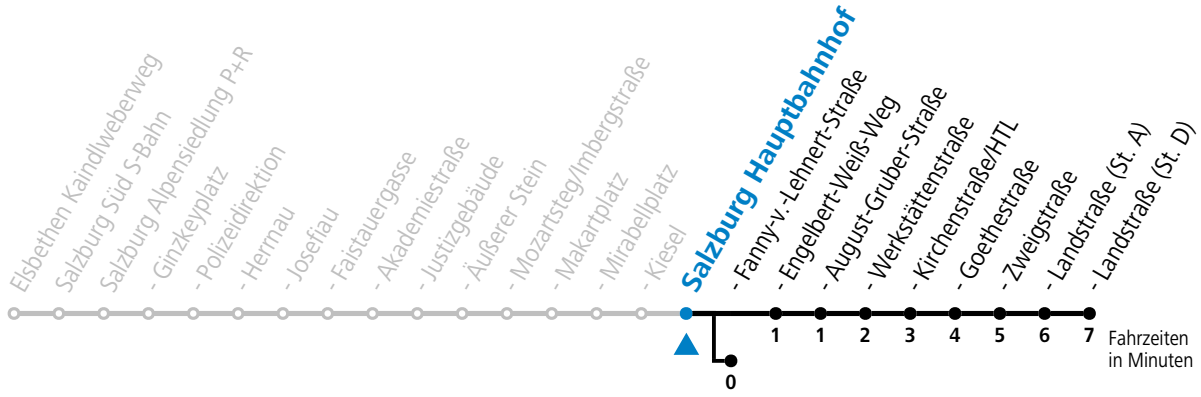 Elsbethen Kaindlweberweg
Salzburg Süd S-Bahn
Salzburg Alpensiedlung P+R
- Ginzkeyplatz
- Polizeidirektion
- Herrnau
- Josefiau
- Faistauergasse
- Akademiestraße
- Justizgebäude
- Äußerer Stein
- Mozartsteg/Imbergstraße
- Makartplatz
- Mirabellplatz
- Kiesel
Salzburg Hauptbahnhof
- Fanny-v.-Lehnert-Straße
- Engelbert-Weiß-Weg
- August-Gruber-Straße
- Werkstättenstraße
- Kirchenstraße/HTL
- Goethestraße
- Zweigstraße
- Landstraße (St. A)
- Landstraße (St. D)
1 1 2 3 4 5 6 7 Fahrzeiten
in Minuten
0